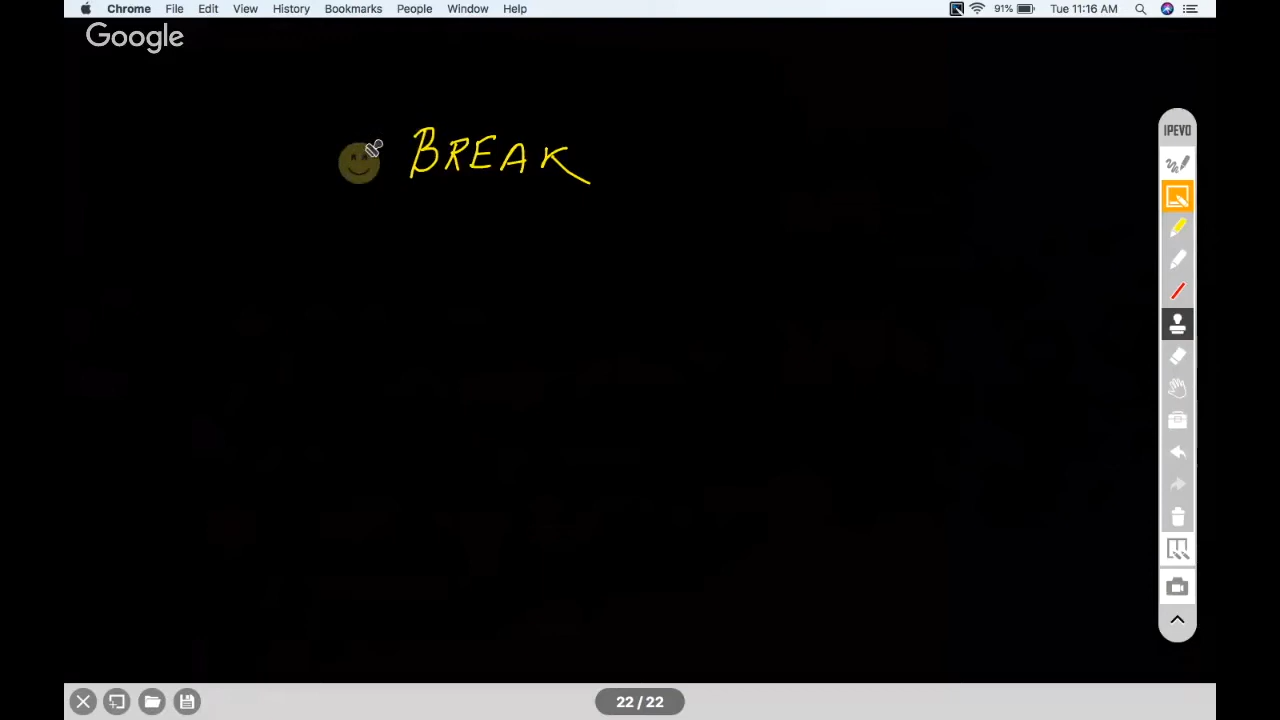 Chrome File Edit View History Bookmarks People Window Help 91% Tue 11:16 AM
Google
BREAK
IPEVO
22 / 22